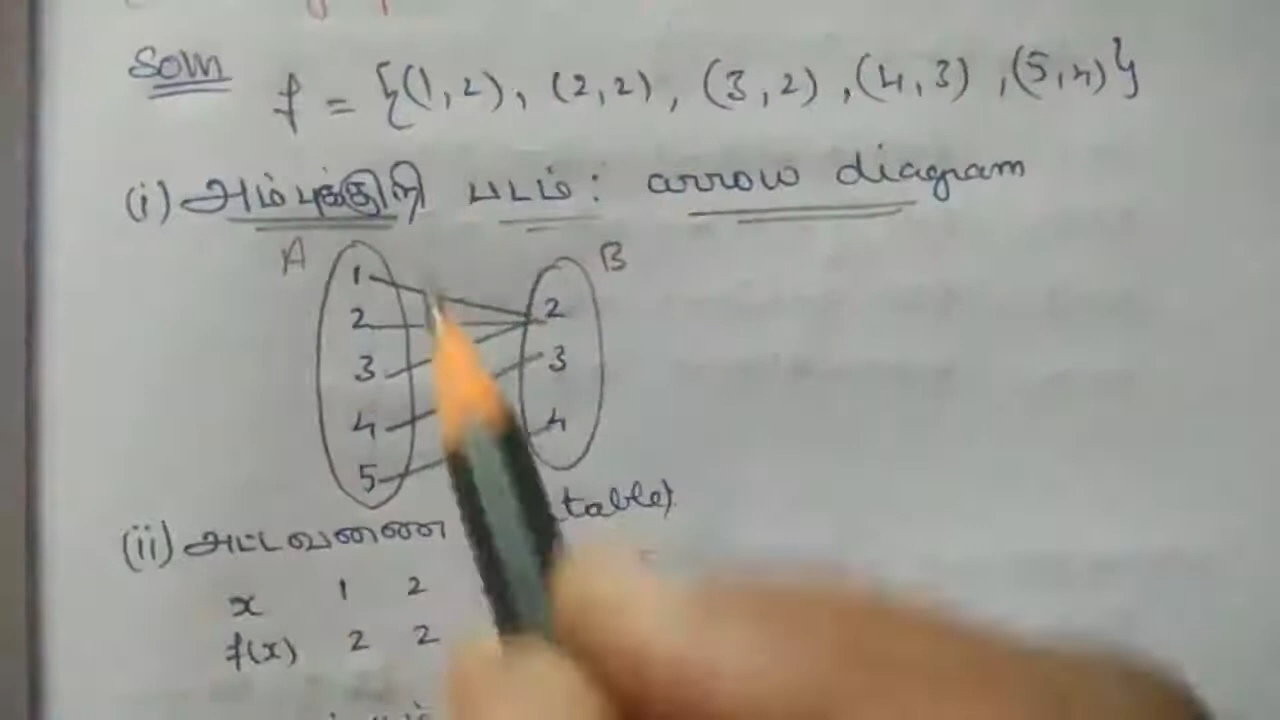 Soln f = {(1,2), (2,2), (3,2), (4,3), (5,4)}
(i) அம்புக்குறி படம் : arrow diagram
A B
1 2
2 3
3 4
4
5
(ii) அட்டவணை table)
x 1 2
f(x) 2 2